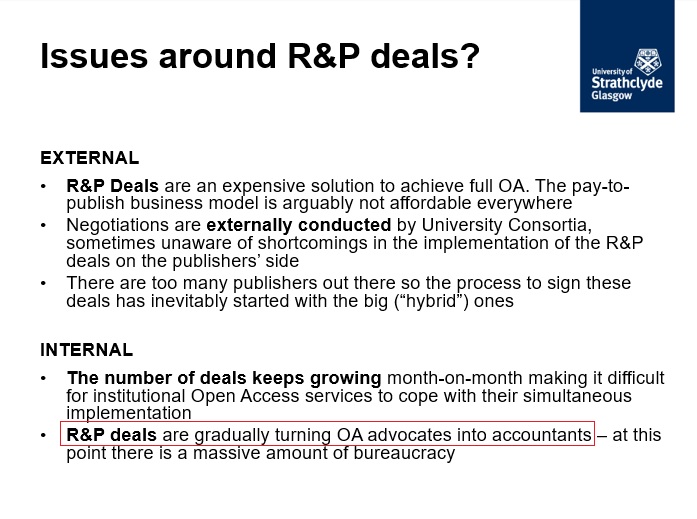 Issues around R&P deals?
University of
Strathclyde
Glasgow
EXTERNAL
• R&P Deals are an expensive solution to achieve full OA. The pay-to-
publish business model is arguably not affordable everywhere
• Negotiations are externally conducted by University Consortia,
sometimes unaware of shortcomings in the implementation of the R&P
deals on the publishers’ side
• There are too many publishers out there so the process to sign these
deals has inevitably started with the big (“hybrid”) ones
INTERNAL
• The number of deals keeps growing month-on-month making it difficult
for institutional Open Access services to cope with their simultaneous
implementation
• R&P deals are gradually turning OA advocates into accountants – at this
point there is a massive amount of bureaucracy